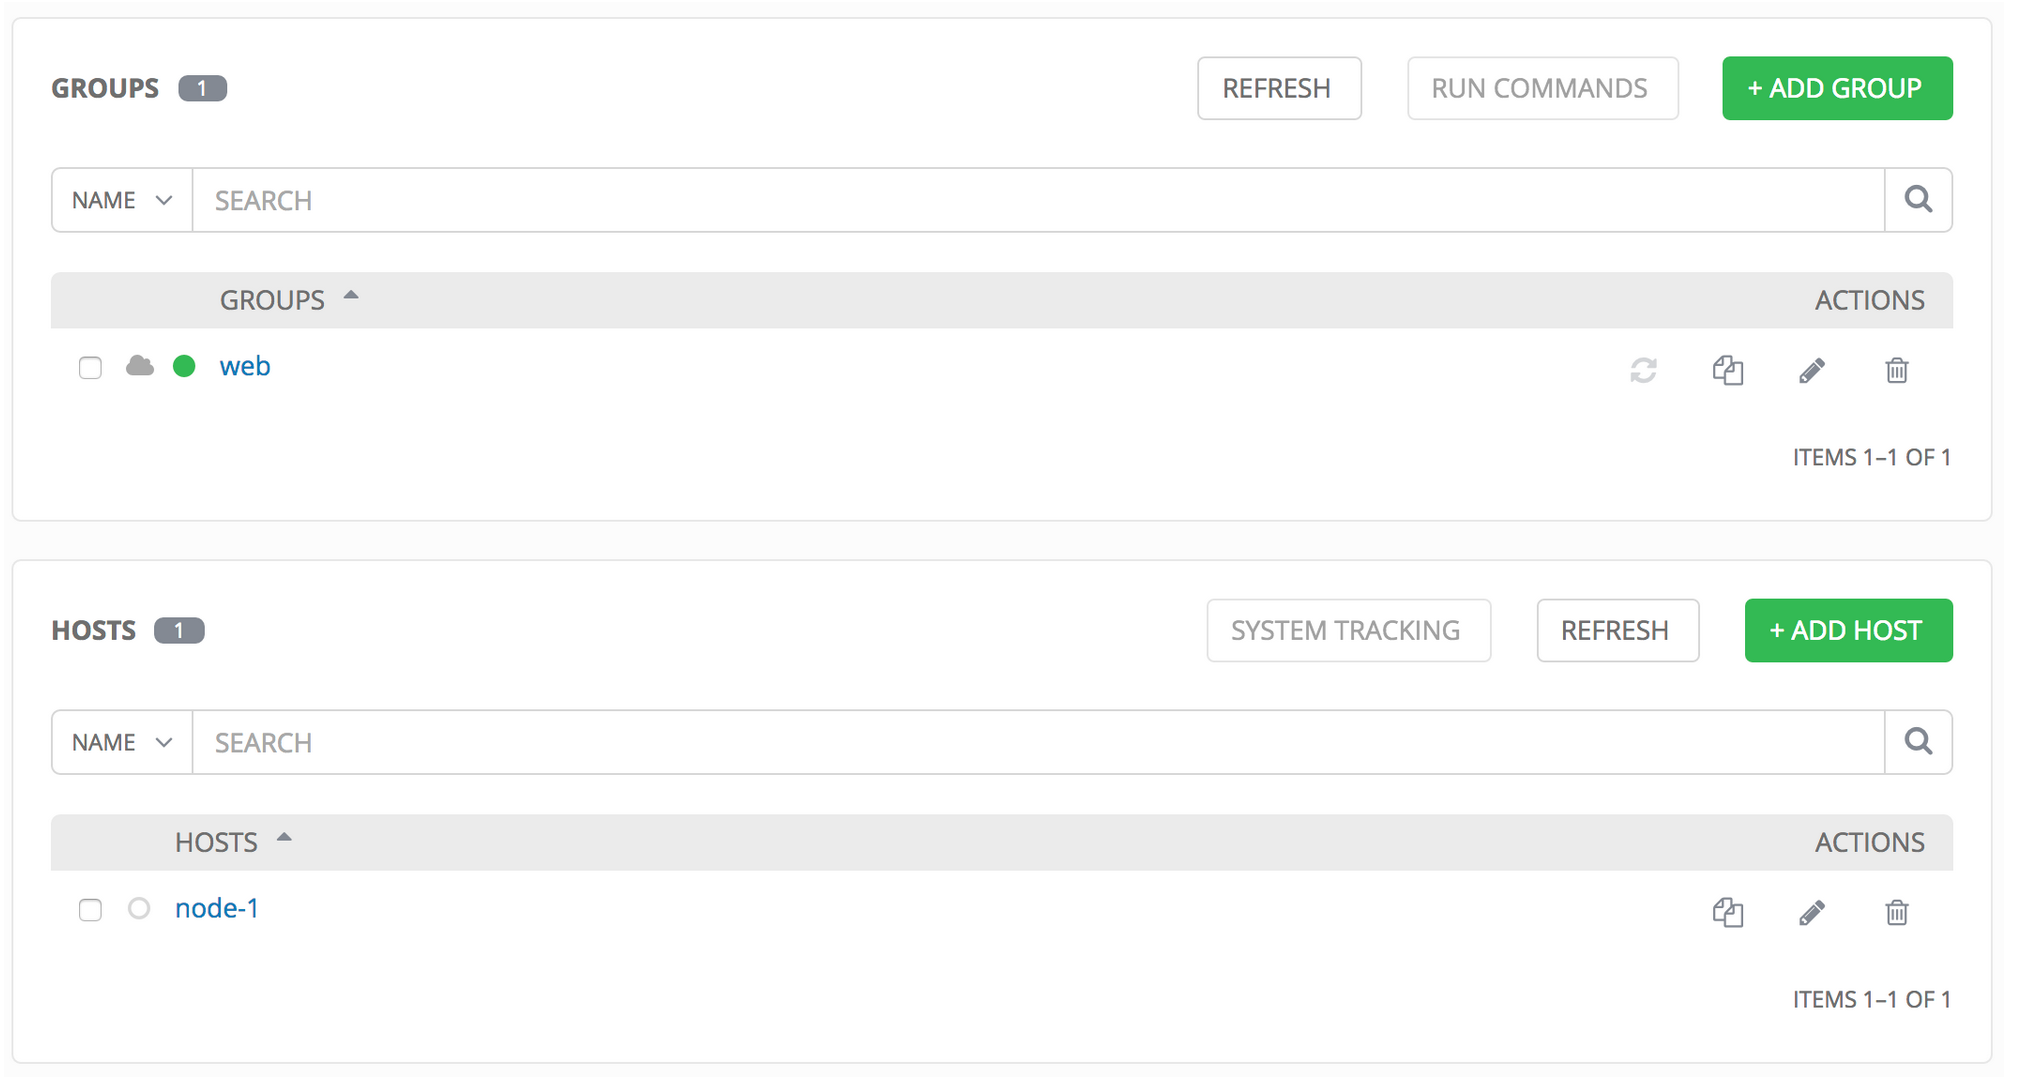 GROUPS 1 REFRESH RUN COMMANDS + ADD GROUP
NAME SEARCH
GROUPS ACTIONS
web
ITEMS 1–1 OF 1
HOSTS 1 SYSTEM TRACKING REFRESH + ADD HOST
NAME SEARCH
HOSTS ACTIONS
node-1
ITEMS 1–1 OF 1